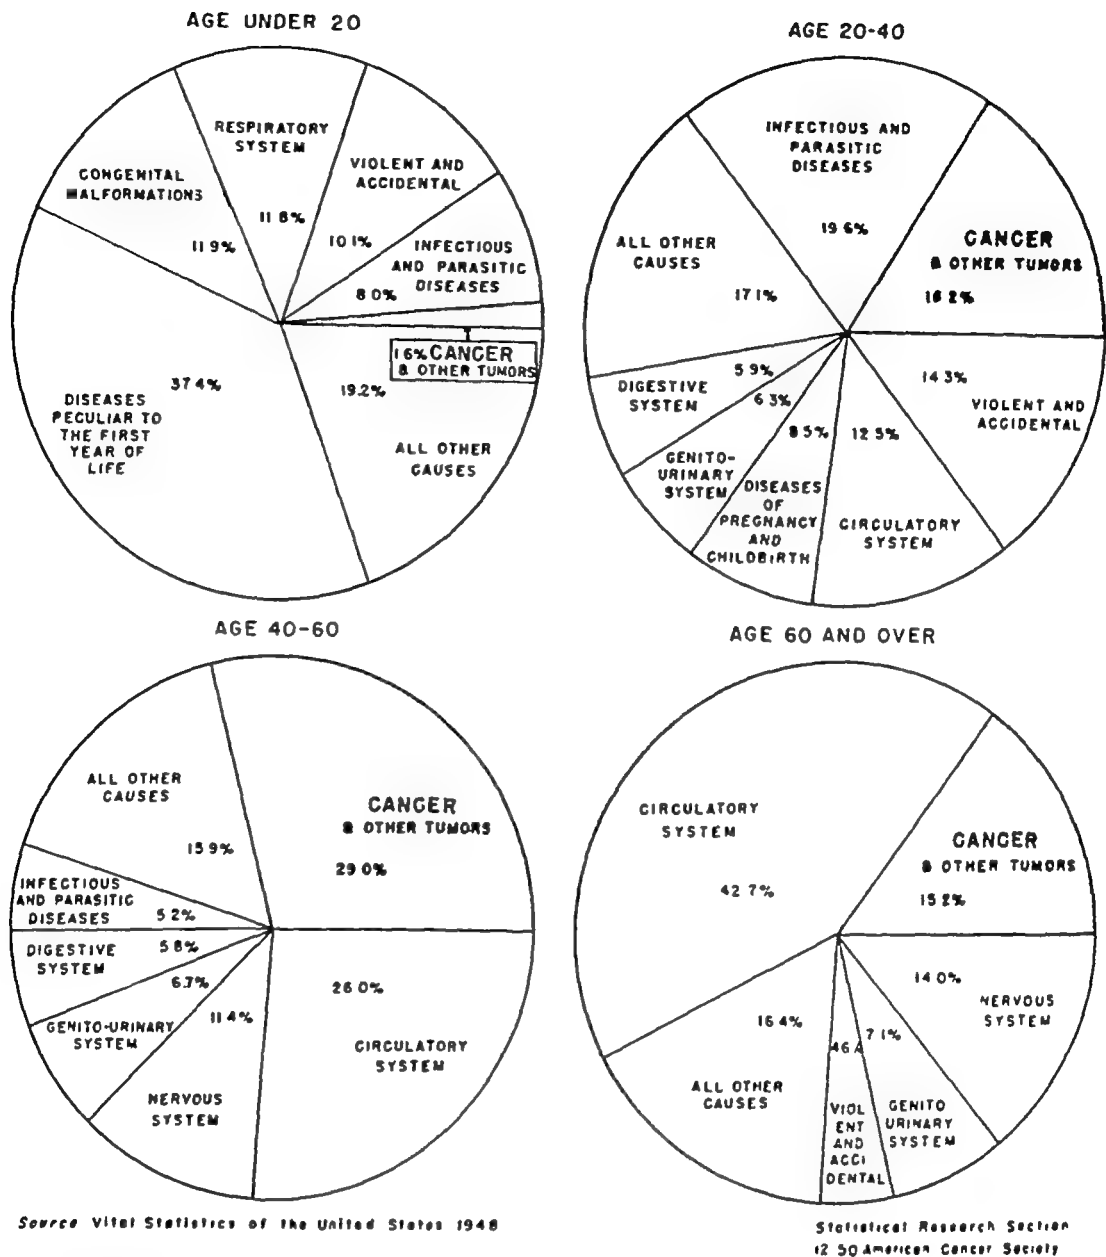 AGE UNDER 20
RESPIRATORY
SYSTEM
11 8%
VIOLENT AND
ACCIDENTAL
10 1%
CONGENITAL
MALFORMATIONS
11 9%
INFECTIOUS
AND PARASITIC
DISEASES
8 0%
1 6% CANCER
& OTHER TUMORS
37 4%
DISEASES
PECULIAR TO
THE FIRST
YEAR OF
LIFE
19.2%
ALL OTHER
CAUSES
AGE 20-40
INFECTIOUS AND
PARASITIC
DISEASES
19 6%
CANCER
& OTHER TUMORS
16 2%
ALL OTHER
CAUSES
17 1%
14 3%
VIOLENT AND
ACCIDENTAL
5 9%
DIGESTIVE
SYSTEM
6 3%
GENITO-
URINARY
SYSTEM
8 5%
DISEASES
OF
PREGNANCY
AND
CHILDBIRTH
12 5%
CIRCULATORY
SYSTEM
AGE 40-60
ALL OTHER
CAUSES
15 9%
CANCER
& OTHER TUMORS
29 0%
INFECTIOUS
AND PARASITIC
DISEASES
5 2%
DIGESTIVE
SYSTEM
5 8%
6.7%
GENITO-URINARY
SYSTEM
11 4%
NERVOUS
SYSTEM
26 0%
CIRCULATORY
SYSTEM
AGE 60 AND OVER
CIRCULATORY
SYSTEM
42 7%
CANCER
& OTHER TUMORS
15 2%
14 0%
NERVOUS
SYSTEM
16 4%
ALL OTHER
CAUSES
4 6
VIOL
ENT
AND
ACCI
DENTAL
7 1%
GENITO
URINARY
SYSTEM
Source Vital Statistics of the United States 1948
Statistical Research Section
12 50 American Cancer Society